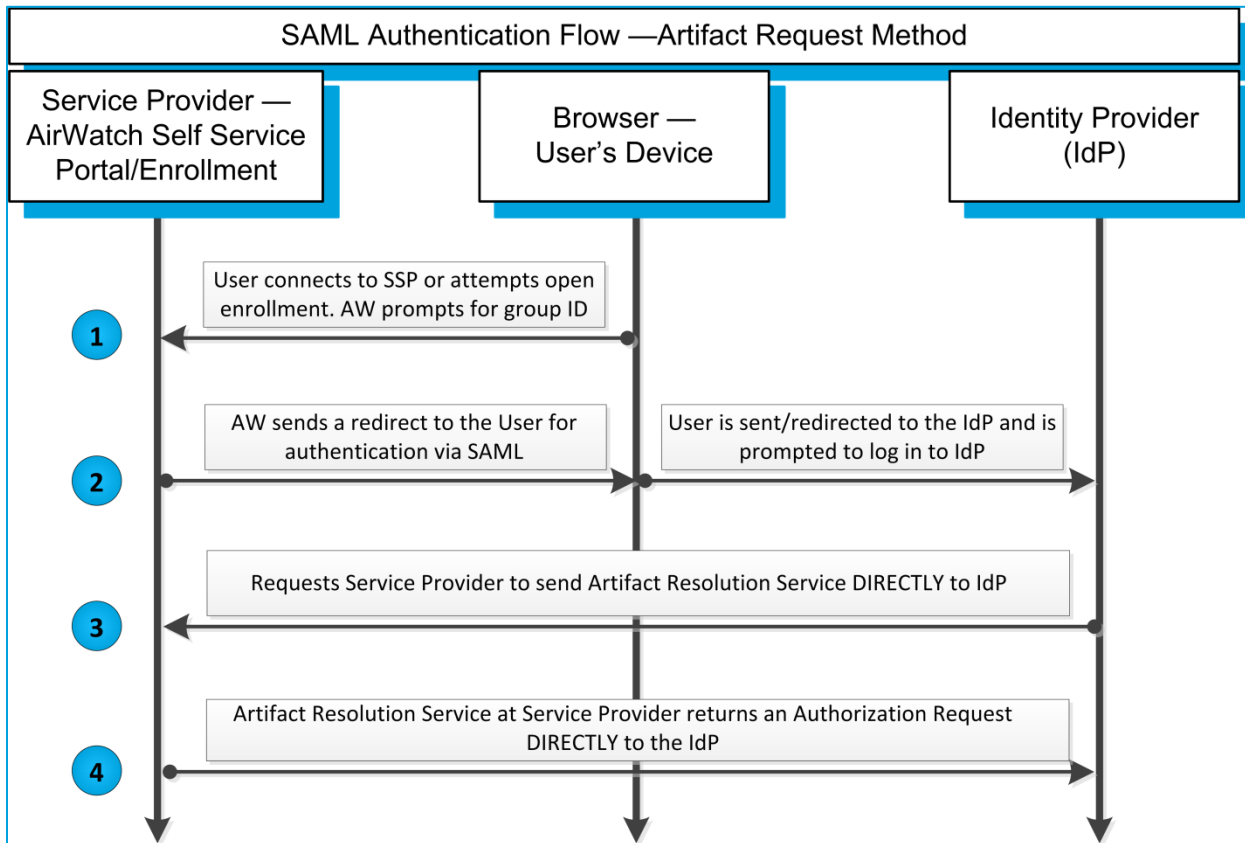 SAML Authentication Flow —Artifact Request Method
Service Provider —
AirWatch Self Service
Portal/Enrollment
Browser —
User's Device
Identity Provider
(IdP)
User connects to SSP or attempts open
enrollment. AW prompts for group ID
1
AW sends a redirect to the User for
authentication via SAML
User is sent/redirected to the IdP and is
prompted to log in to IdP
2
Requests Service Provider to send Artifact Resolution Service DIRECTLY to IdP
3
Artifact Resolution Service at Service Provider returns an Authorization Request
DIRECTLY to the IdP
4